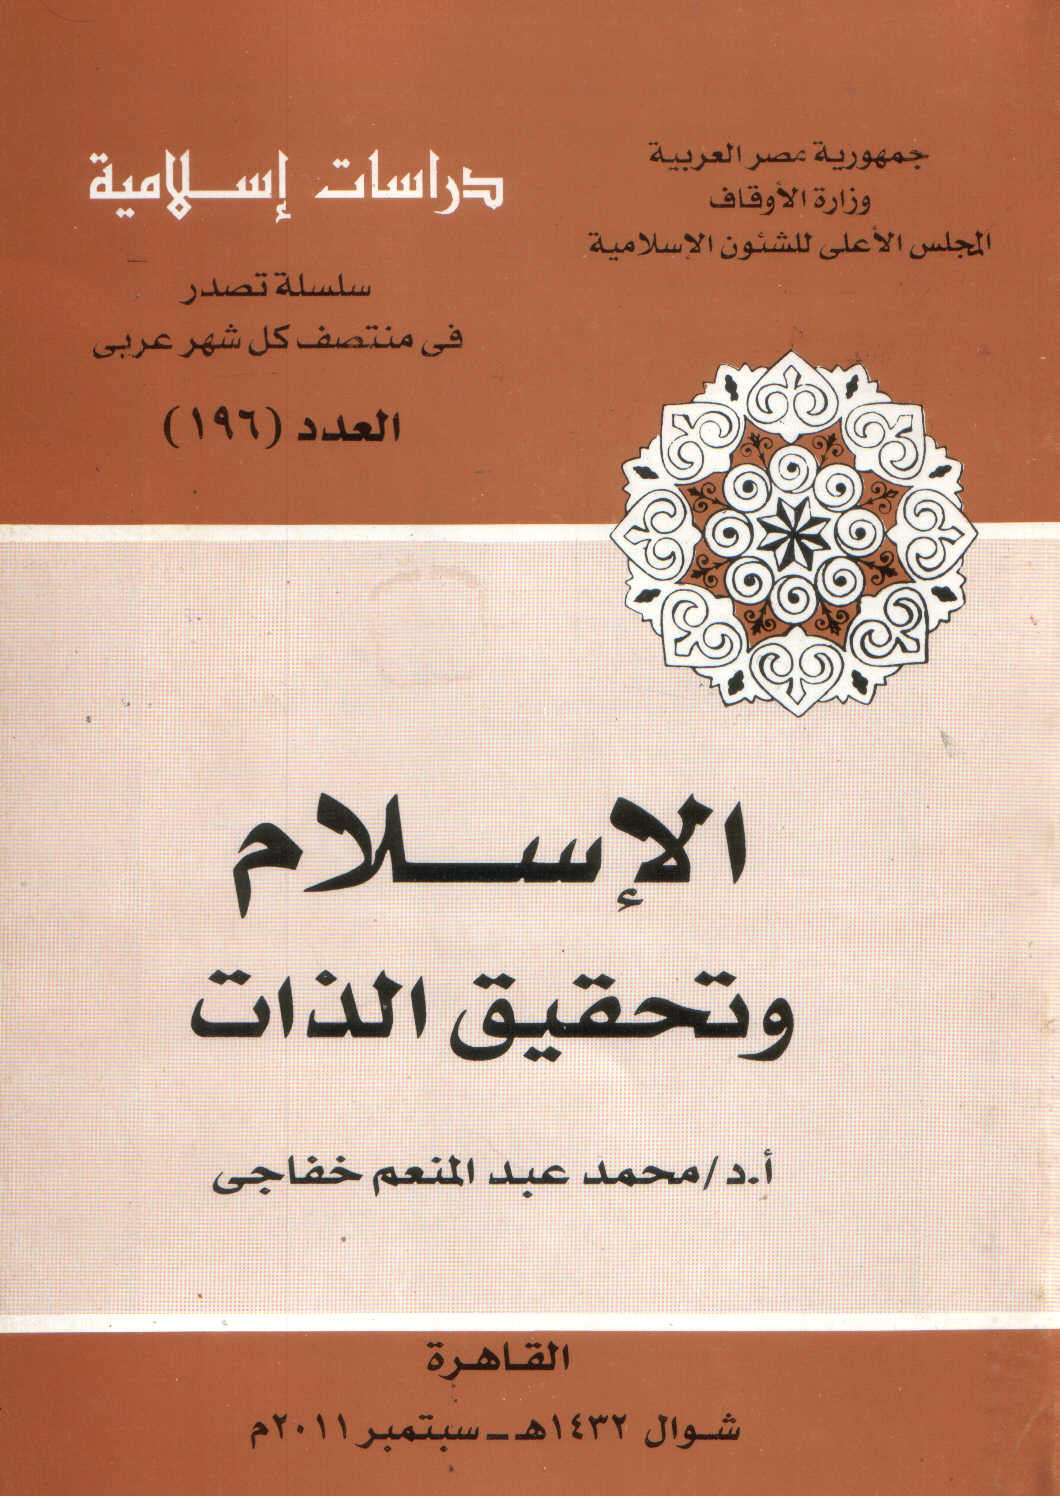 جمهورية مصر العربية
وزارة الأوقاف
المجلس الأعلى للشئون الإسلامية
دراسات إسلامية
سلسلة تصدر
فى منتصف كل شهر عربى
العدد (١٩٦)
الإسلام
وتحقيق الذات
أ.د/محمد عبد المنعم خفاجى
القاهرة
شوال ١٤٣٢هـ - سبتمبر ٢٠١١م